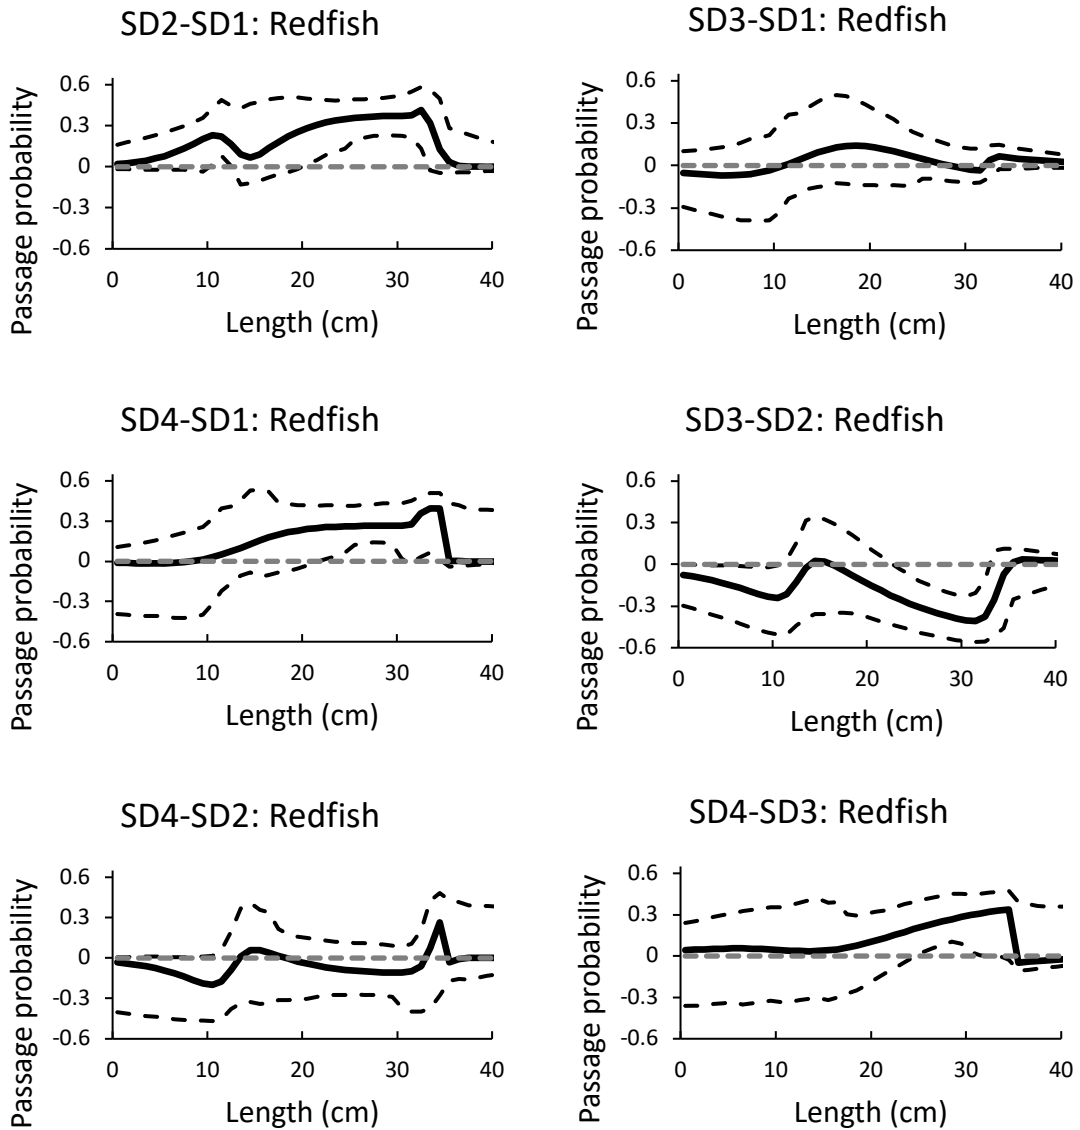 SD2-SD1: Redfish
Passage probability
0.6
0.3
0
-0.3
-0.6
0 10 20 30 40
Length (cm)
SD3-SD1: Redfish
Passage probability
0.6
0.3
0
-0.3
-0.6
0 10 20 30 40
Length (cm)
SD4-SD1: Redfish
Passage probability
0.6
0.3
0
-0.3
-0.6
0 10 20 30 40
Length (cm)
SD3-SD2: Redfish
Passage probability
0.6
0.3
0
-0.3
-0.6
0 10 20 30 40
Length (cm)
SD4-SD2: Redfish
Passage probability
0.6
0.3
0
-0.3
-0.6
0 10 20 30 40
Length (cm)
SD4-SD3: Redfish
Passage probability
0.6
0.3
0
-0.3
-0.6
0 10 20 30 40
Length (cm)